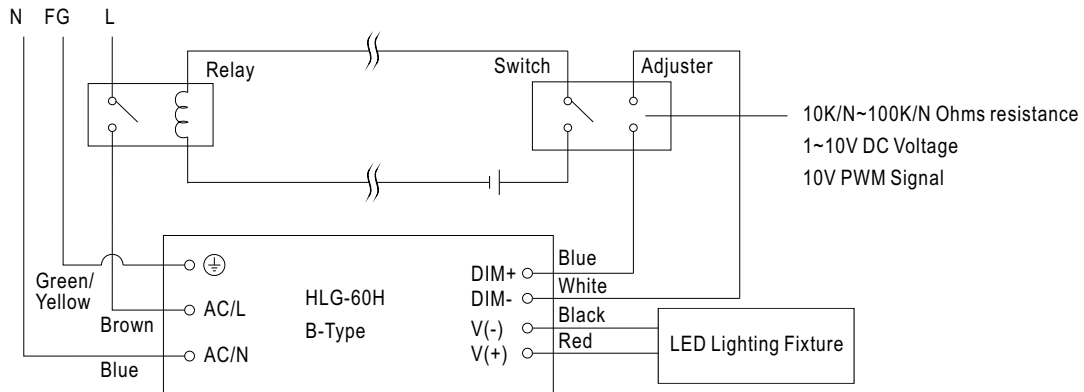 N FG L
Relay
Switch
Adjuster
10K/N~100K/N Ohms resistance
1~10V DC Voltage
10V PWM Signal
Green/
Yellow
Brown
Blue
AC/L
AC/N
HLG-60H
B-Type
DIM+
DIM-
V(-)
V(+)
Blue
White
Black
Red
LED Lighting Fixture